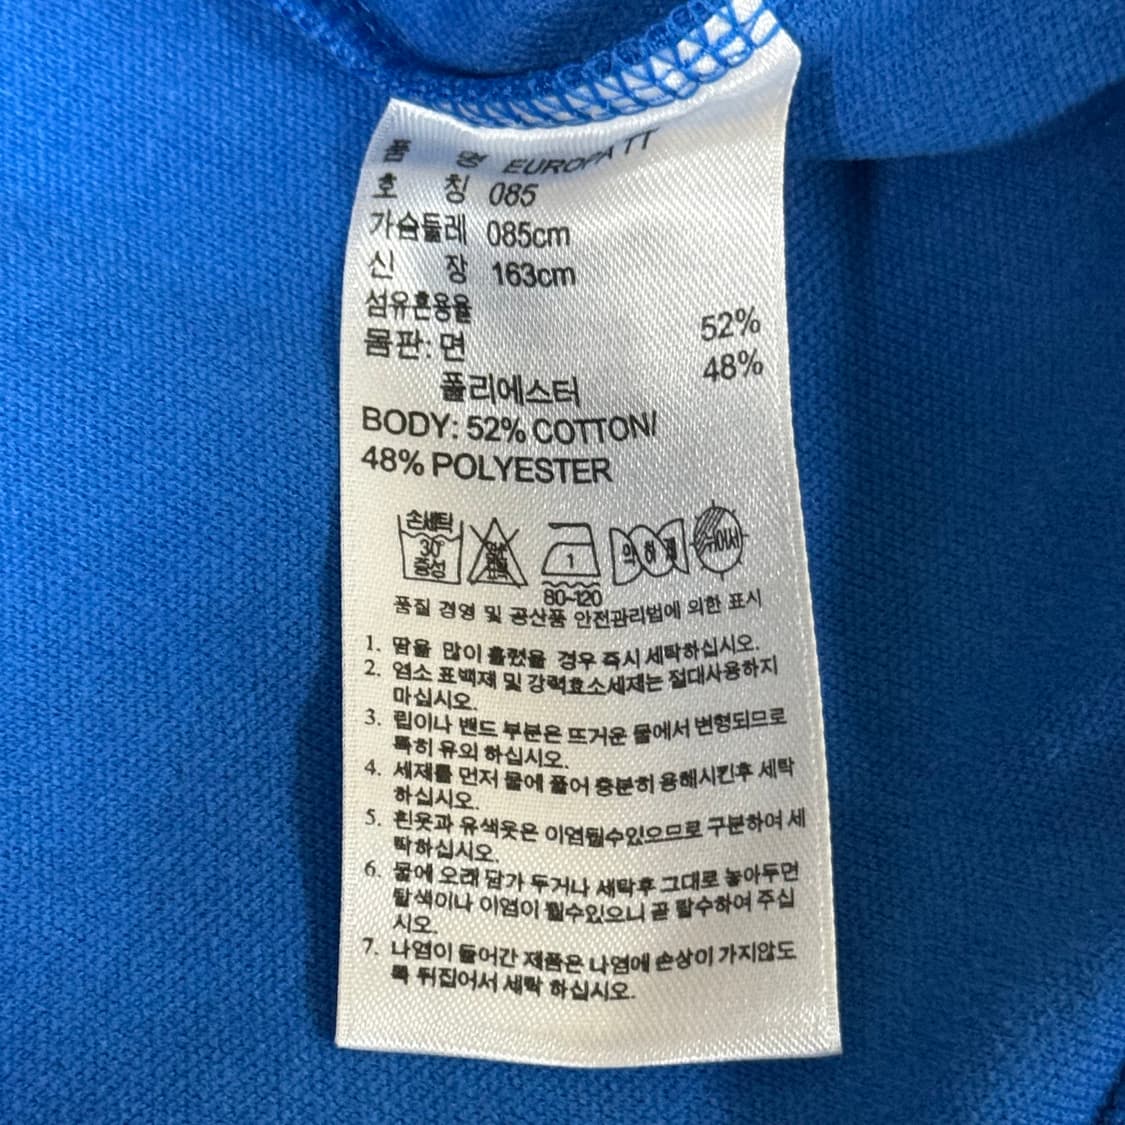 품 명 EUROPA TT
호 칭 085
가슴둘레 085cm
신 장 163cm
섬유혼용율
몸판: 면 52%
폴리에스터 48%
BODY: 52% COTTON/
48% POLYESTER
손세탁
30°
중성
1
80~120
품질 경영 및 공산품 안전관리법에 의한 표시
1. 땀을 많이 흘렸을 경우 즉시 세탁하십시오.
2. 염소 표백제 및 강력효소세제는 절대사용하지
마십시오.
3. 립이나 밴드 부분은 뜨거운 물에서 변형되므로
특히 유의 하십시오.
4. 세제를 먼저 물에 풀어 충분히 용해시킨후 세탁
하십시오.
5. 흰옷과 유색옷은 이염될수있으므로 구분하여 세
탁하십시오.
6. 물에 오래 담가 두거나 세탁후 그대로 놓아두면
탈색이나 이염이 될수있으니 곧 탈수하여 주십
시오.
7. 나염이 들어간 제품은 나염에 손상이 가지않도
록 뒤집어서 세탁 하십시오.